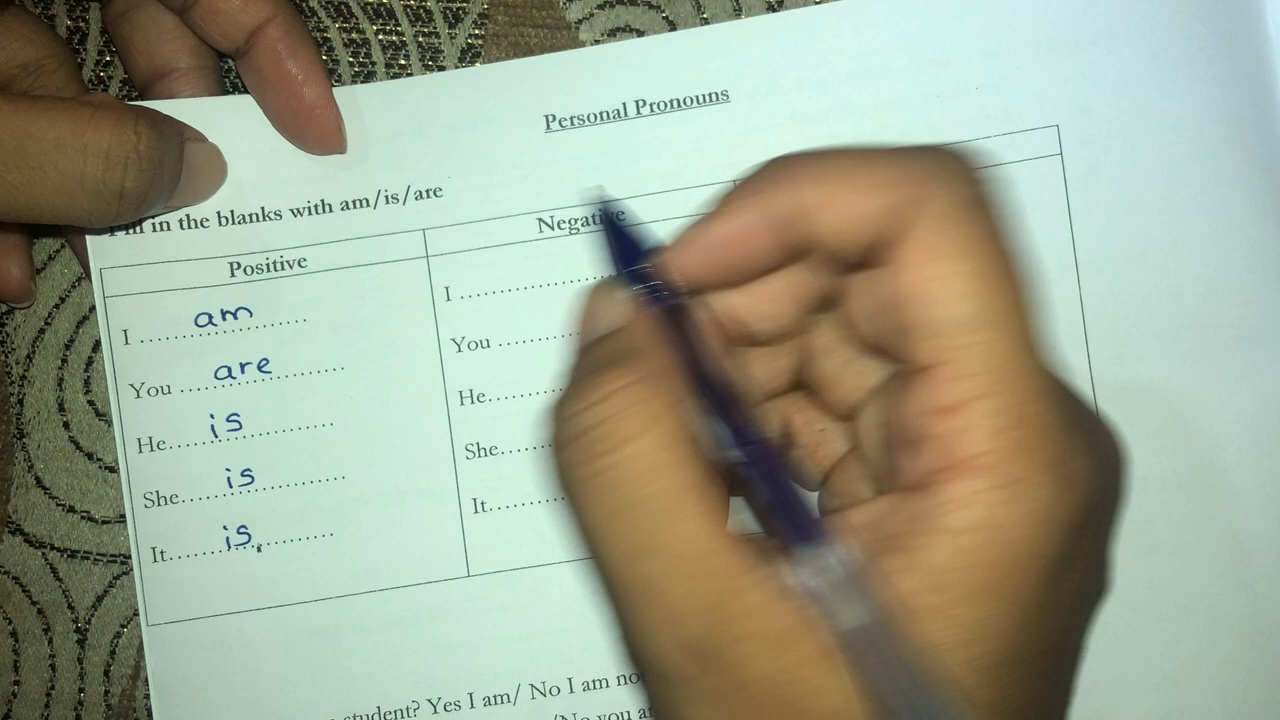 Personal Pronouns
in the blanks with am/is/are
Positive
Negative
I ....am..............
You ....are..............
He.....is..................
She.....is..................
It.......is.................
I ........................
You ..............
He...........
She........
It............
student? Yes I am/ No I am
/No you